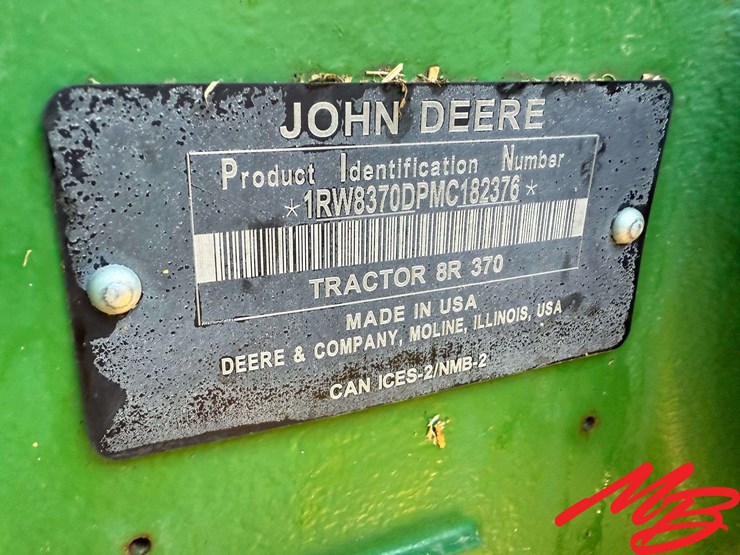 JOHN DEERE
Product Identification Number
*1RW8370DPMC182376*
TRACTOR 8R 370
MADE IN USA
DEERE & COMPANY, MOLINE, ILLINOIS, USA
CAN ICES-2/NMB-2
MB